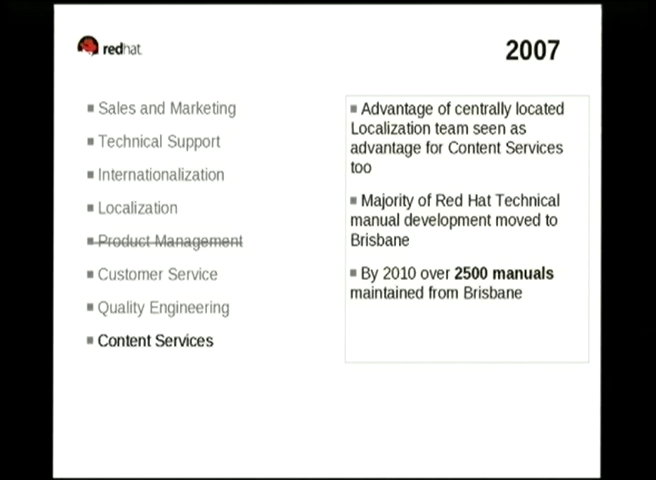 redhat
2007
Sales and Marketing
Technical Support
Internationalization
Localization
Product Management
Customer Service
Quality Engineering
Content Services
Advantage of centrally located
Localization team seen as
advantage for Content Services
too
Majority of Red Hat Technical
manual development moved to
Brisbane
By 2010 over 2500 manuals
maintained from Brisbane